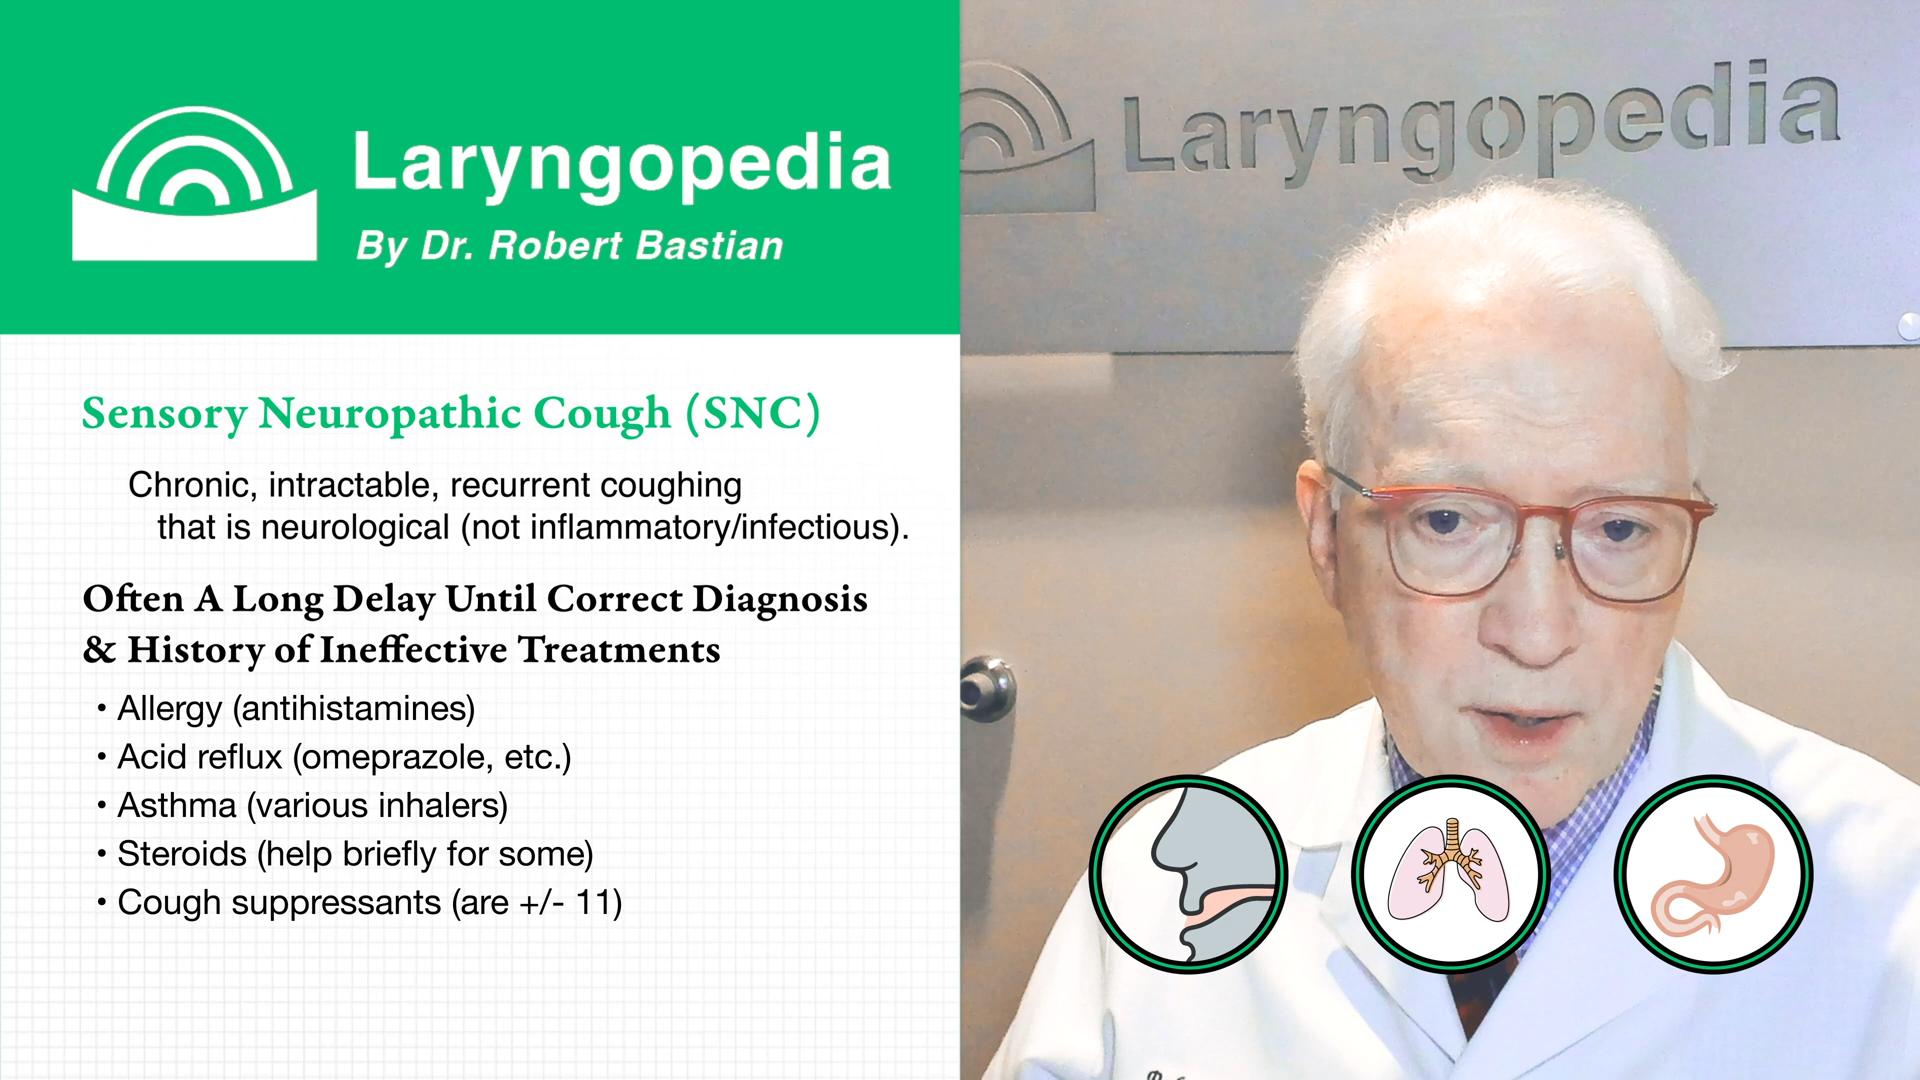 Laryngopedia
By Dr. Robert Bastian
Sensory Neuropathic Cough (SNC)
Chronic, intractable, recurrent coughing
that is neurological (not inflammatory/infectious).
Often A Long Delay Until Correct Diagnosis
& History of Ineffective Treatments
• Allergy (antihistamines)
• Acid reflux (omeprazole, etc.)
• Asthma (various inhalers)
• Steroids (help briefly for some)
• Cough suppressants (are +/- 11)
Laryngopedia